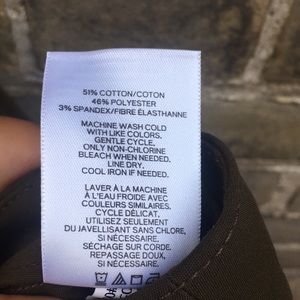 51% COTTON/COTON
46% POLYESTER
3% SPANDEX/FIBRE ÉLASTHANNE
MACHINE WASH COLD
WITH LIKE COLORS.
GENTLE CYCLE.
ONLY NON-CHLORINE
BLEACH WHEN NEEDED.
LINE DRY.
COOL IRON IF NEEDED.
LAVER À LA MACHINE
À L'EAU FROIDE AVEC
COULEURS SIMILAIRES.
CYCLE DÉLICAT.
UTILISEZ SEULEMENT
DU JAVELLISANT SANS CHLORE,
SI NÉCESSAIRE.
SÉCHAGE SUR CORDE.
REPASSAGE DOUX,
SI NÉCESSAIRE.